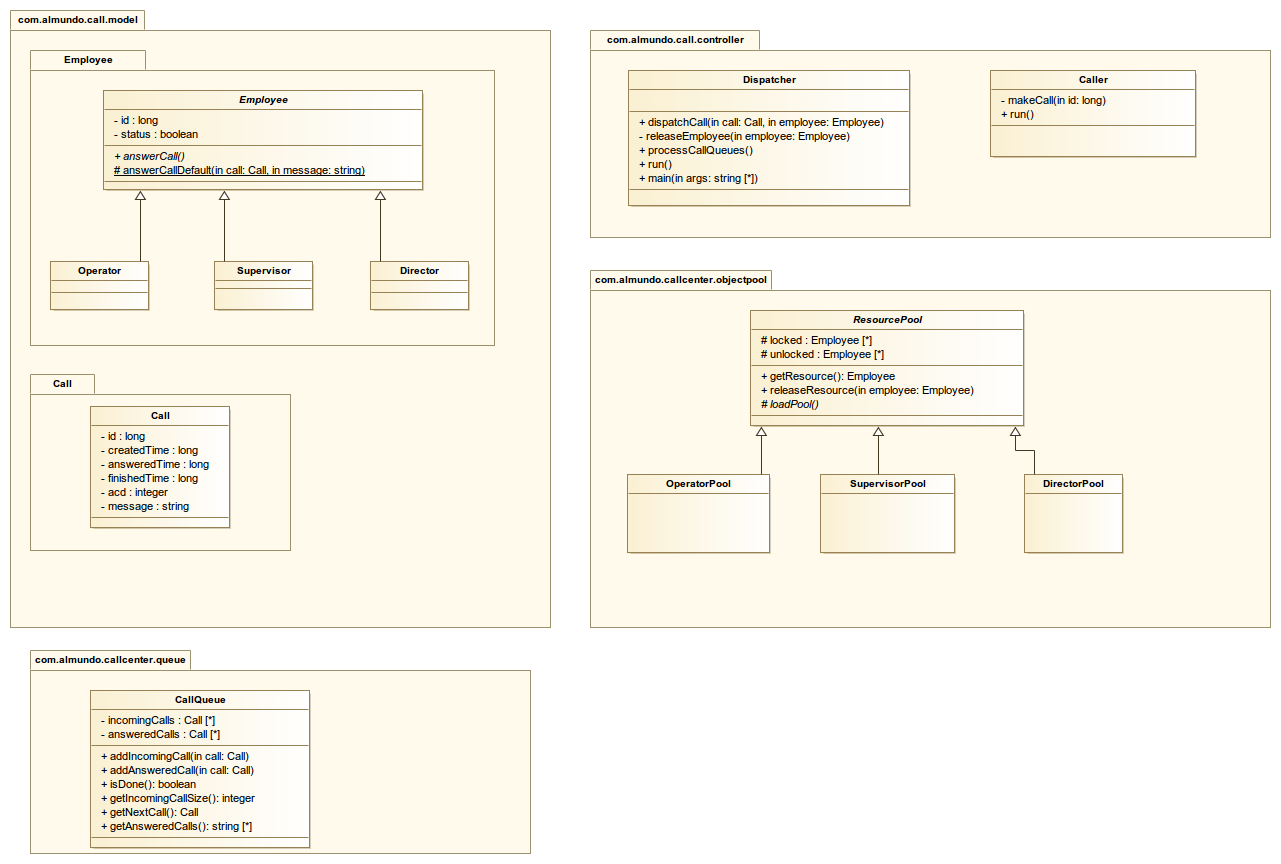 com.almundo.call.model
Employee
Employee
- id : long
- status : boolean
+ answerCall()
# answerCallDefault(in call: Call, in message: string)
Operator
Supervisor
Director
Call
Call
- id : long
- createdTime : long
- answeredTime : long
- finishedTime : long
- acd : integer
- message : string
com.almundo.call.controller
Dispatcher
+ dispatchCall(in call: Call, in employee: Employee)
- releaseEmployee(in employee: Employee)
+ processCallQueues()
+ run()
+ main(in args: string [*])
Caller
- makeCall(in id: long)
+ run()
com.almundo.callcenter.objectpool
ResourcePool
# locked : Employee [*]
# unlocked : Employee [*]
+ getResource(): Employee
+ releaseResource(in employee: Employee)
# loadPool()
OperatorPool
SupervisorPool
DirectorPool
com.almundo.callcenter.queue
CallQueue
- incomingCalls : Call [*]
- answeredCalls : Call [*]
+ addIncomingCall(in call: Call)
+ addAnsweredCall(in call: Call)
+ isDone(): boolean
+ getIncomingCallSize(): integer
+ getNextCall(): Call
+ getAnsweredCalls(): string [*]